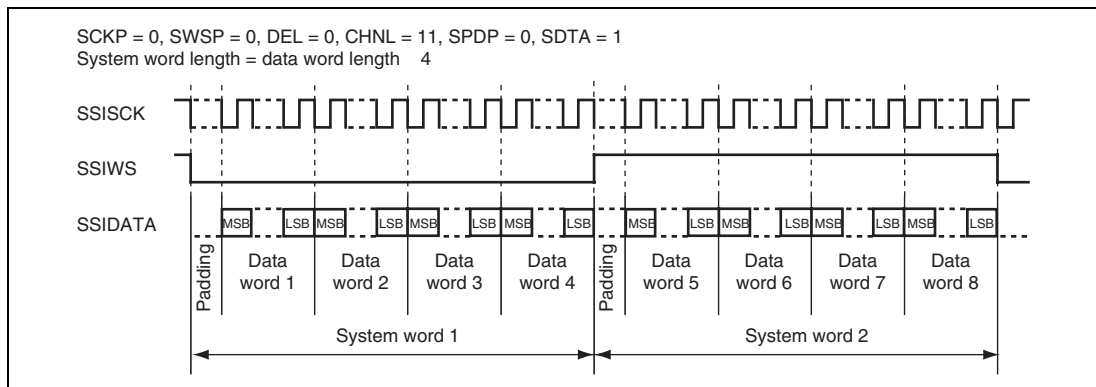 SCKP = 0, SWSP = 0, DEL = 0, CHNL = 11, SPDP = 0, SDTA = 1
System word length = data word length 4
SSISCK
SSIWS
SSIDATA
MSB LSB MSB LSB MSB LSB MSB LSB MSB LSB MSB LSB MSB LSB MSB LSB
Padding
Data word 1
Data word 2
Data word 3
Data word 4
Padding
Data word 5
Data word 6
Data word 7
Data word 8
System word 1
System word 2